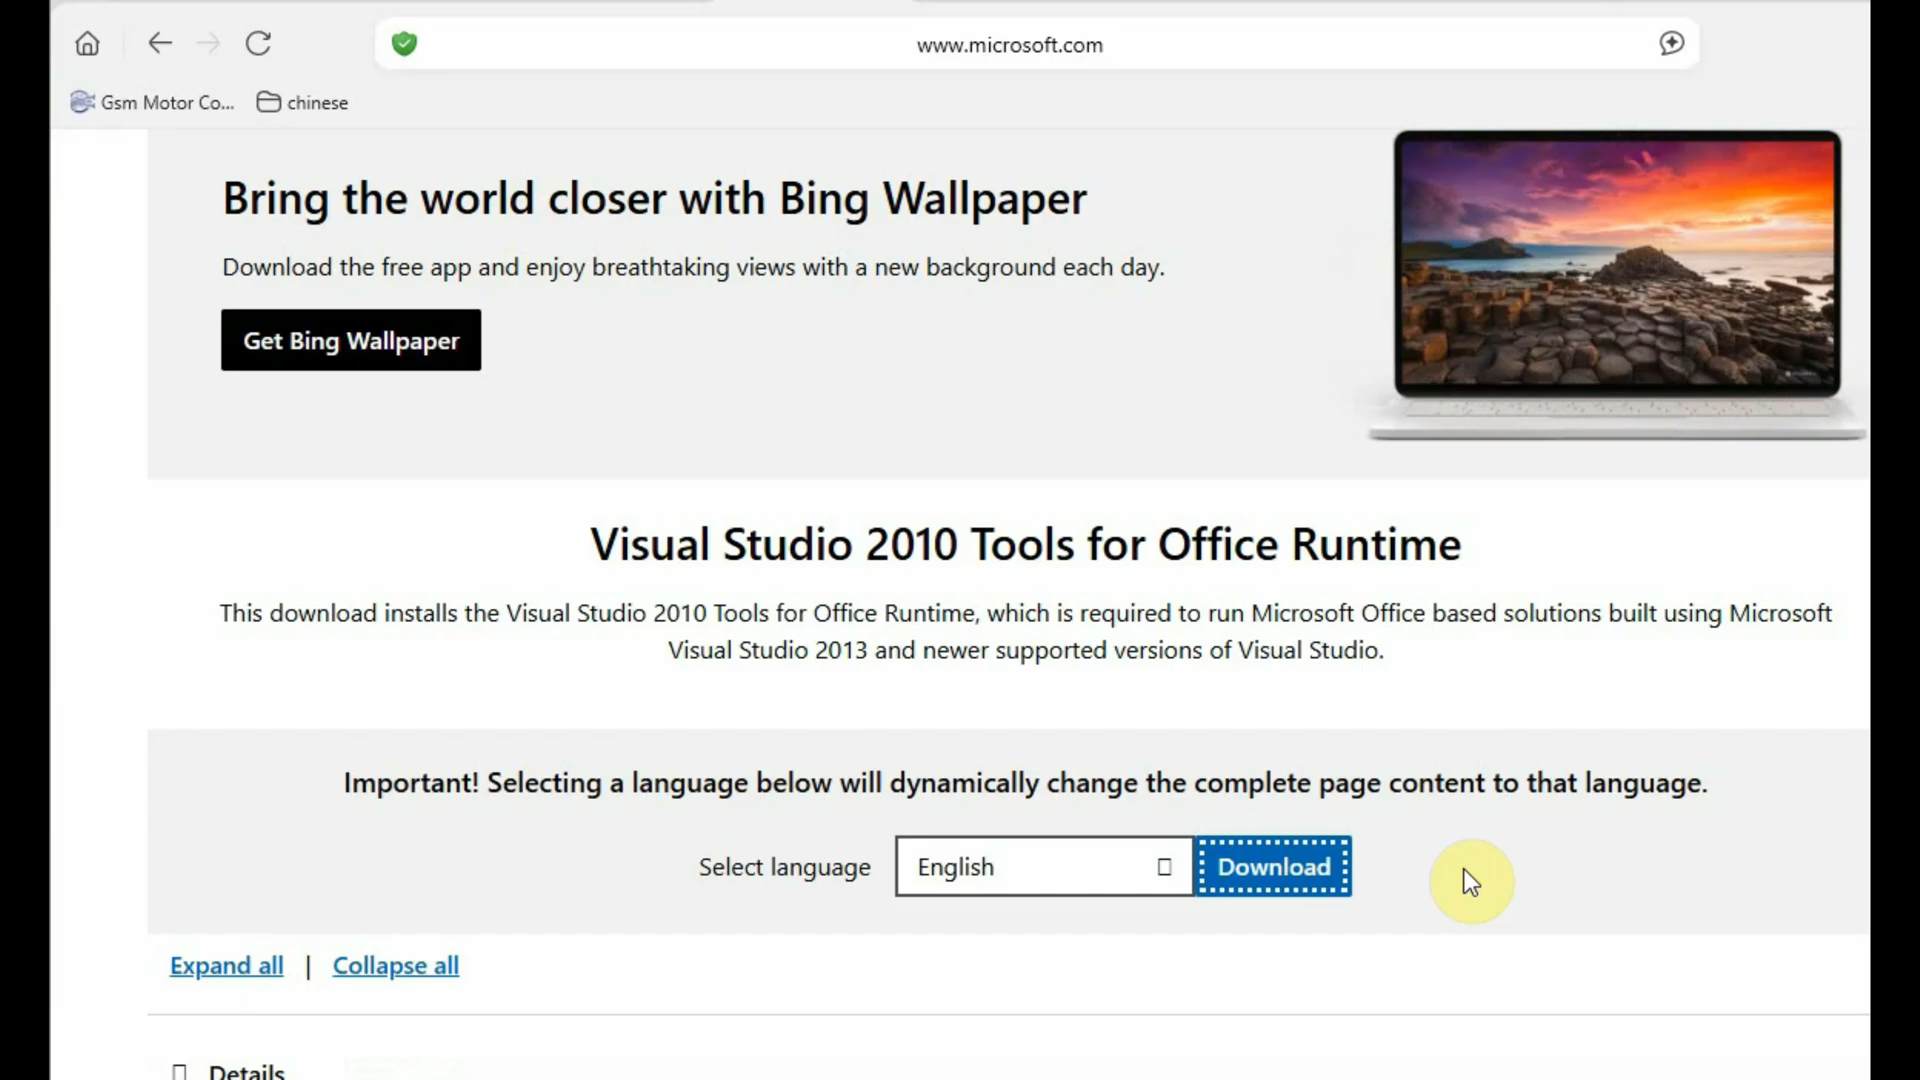 www.microsoft.com
Gsm Motor Co... chinese
Bring the world closer with Bing Wallpaper
Download the free app and enjoy breathtaking views with a new background each day.
Get Bing Wallpaper
Visual Studio 2010 Tools for Office Runtime
This download installs the Visual Studio 2010 Tools for Office Runtime, which is required to run Microsoft Office based solutions built using Microsoft
Visual Studio 2013 and newer supported versions of Visual Studio.
Important! Selecting a language below will dynamically change the complete page content to that language.
Select language English Download
Expand all | Collapse all
Details